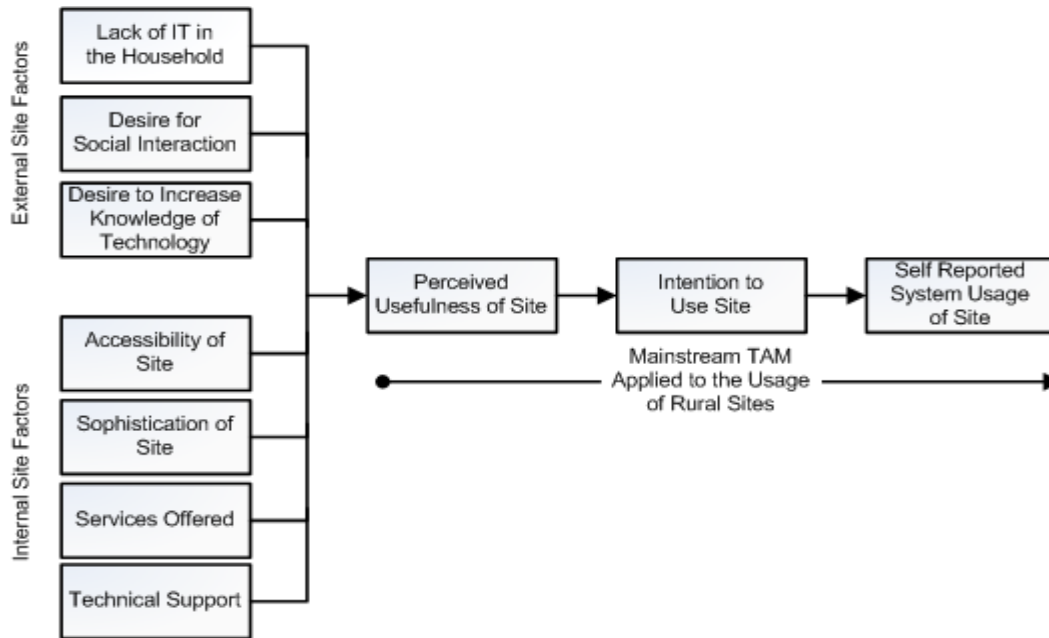 External Site Factors
Lack of IT in
the Household
Desire for
Social Interaction
Desire to Increase
Knowledge of
Technology
Internal Site Factors
Accessibility of
Site
Sophistication of
Site
Services Offered
Technical Support
Perceived
Usefulness of Site
Intention to
Use Site
Self Reported
System Usage
of Site
Mainstream TAM
Applied to the Usage
of Rural Sites